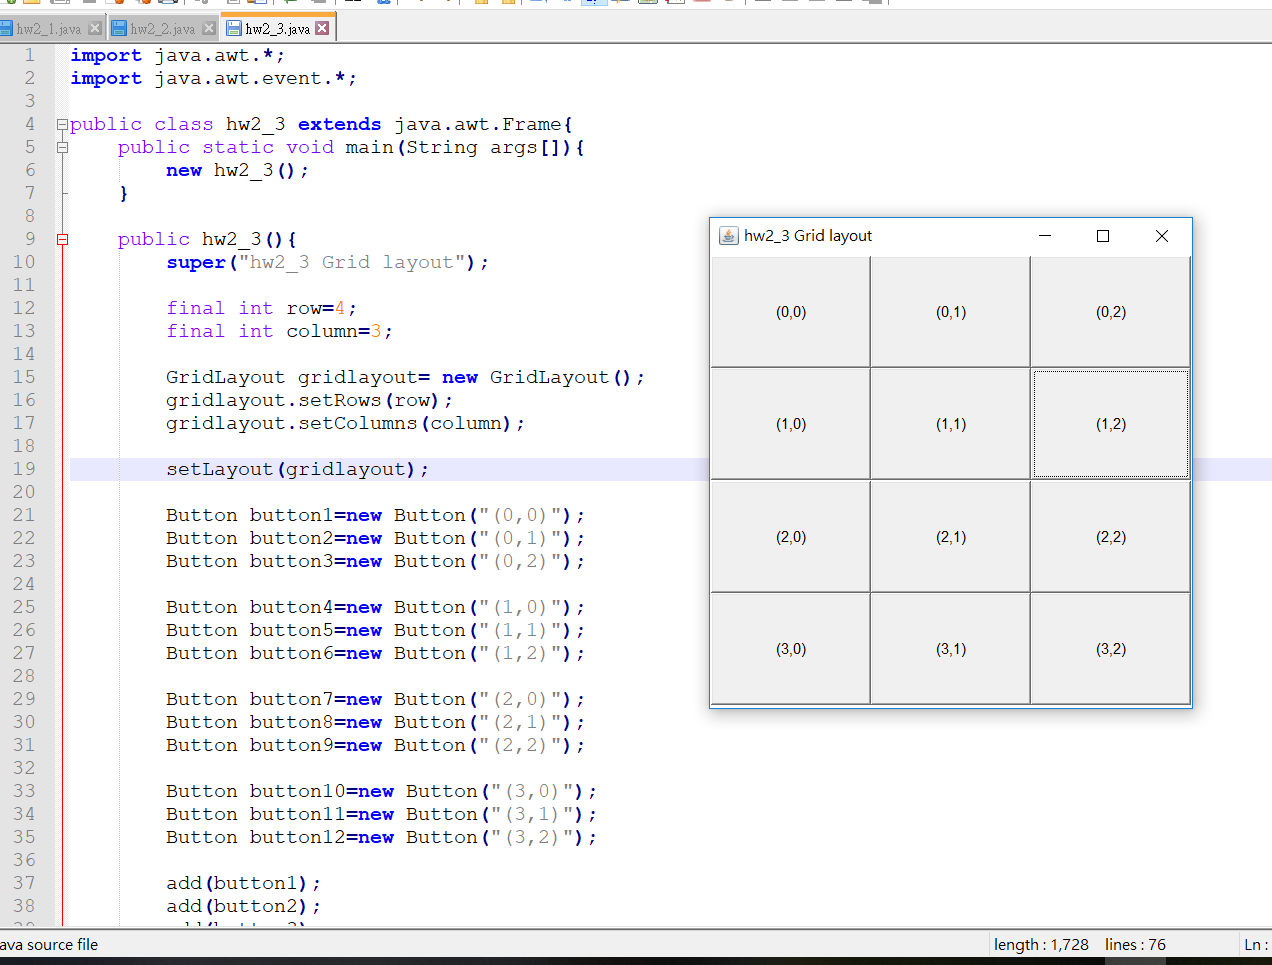 hw2_1.java hw2_2.java hw2_3.java
1 import java.awt.*;
2 import java.awt.event.*;
3
4 public class hw2_3 extends java.awt.Frame{
5 public static void main(String args[]){
6 new hw2_3();
7 }
8
9 public hw2_3(){
10 super("hw2_3 Grid layout");
11
12 final int row=4;
13 final int column=3;
14
15 GridLayout gridlayout= new GridLayout();
16 gridlayout.setRows(row);
17 gridlayout.setColumns(column);
18
19 setLayout(gridlayout);
20
21 Button button1=new Button("(0,0)");
22 Button button2=new Button("(0,1)");
23 Button button3=new Button("(0,2)");
24
25 Button button4=new Button("(1,0)");
26 Button button5=new Button("(1,1)");
27 Button button6=new Button("(1,2)");
28
29 Button button7=new Button("(2,0)");
30 Button button8=new Button("(2,1)");
31 Button button9=new Button("(2,2)");
32
33 Button button10=new Button("(3,0)");
34 Button button11=new Button("(3,1)");
35 Button button12=new Button("(3,2)");
36
37 add(button1);
38 add(button2);
hw2_3 Grid layout
(0,0) (0,1) (0,2)
(1,0) (1,1) (1,2)
(2,0) (2,1) (2,2)
(3,0) (3,1) (3,2)
ava source file length : 1,728 lines : 76 Ln :